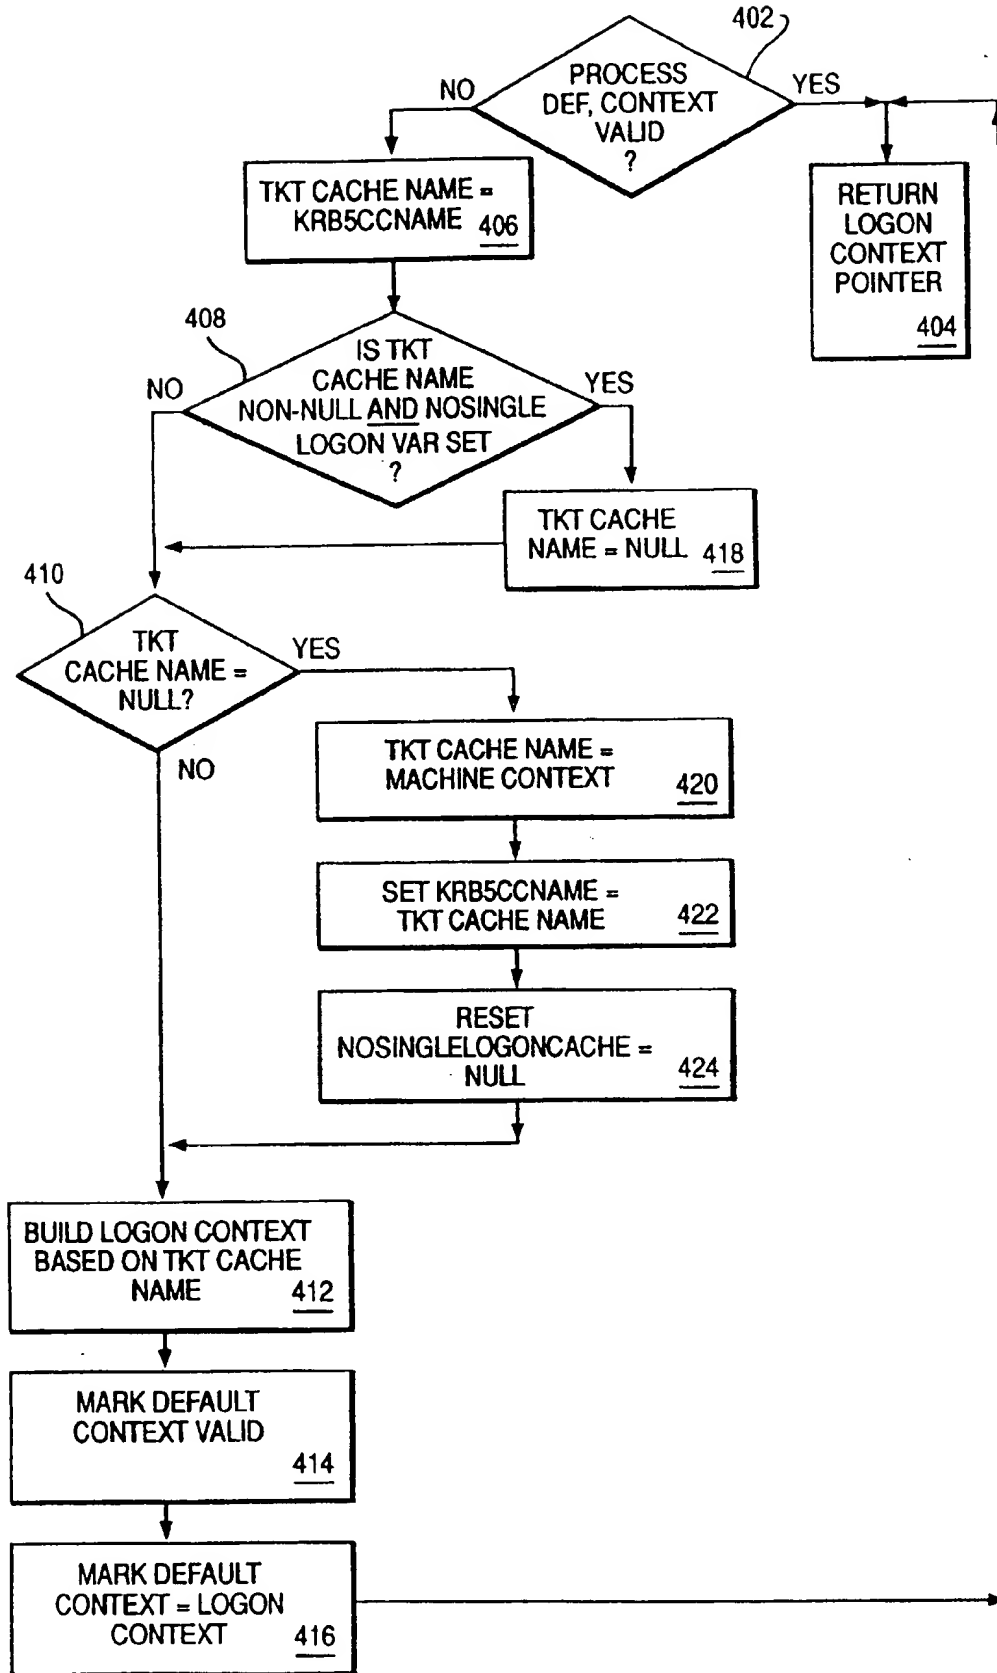 402
PROCESS
DEF, CONTEXT
VALID
?
NO
YES
TKT CACHE NAME =
KRB5CCNAME 406
RETURN
LOGON
CONTEXT
POINTER
404
408
IS TKT
CACHE NAME
NON-NULL AND NOSINGLE
LOGON VAR SET
?
NO
YES
TKT CACHE
NAME = NULL 418
410
TKT
CACHE NAME =
NULL?
YES
NO
TKT CACHE NAME =
MACHINE CONTEXT
420
SET KRB5CCNAME =
TKT CACHE NAME
422
RESET
NOSINGLELOGONCACHE =
NULL
424
BUILD LOGON CONTEXT
BASED ON TKT CACHE
NAME
412
MARK DEFAULT
CONTEXT VALID
414
MARK DEFAULT
CONTEXT = LOGON
CONTEXT
416